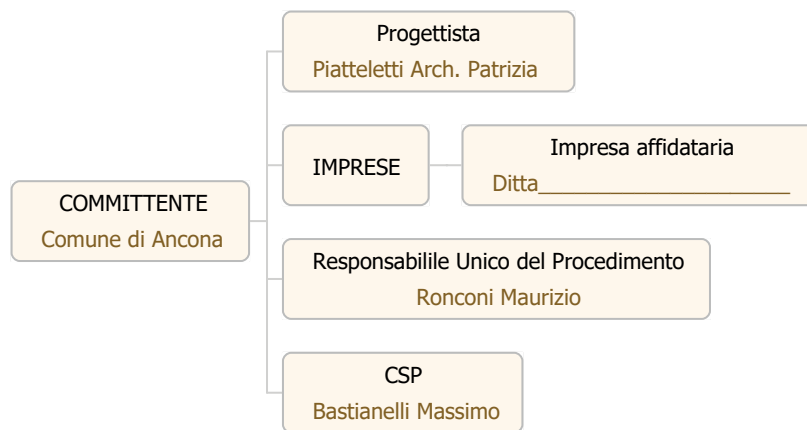 Progettista
Piatteletti Arch. Patrizia
IMPRESE
Impresa affidataria
Ditta_____________________
COMMITTENTE
Comune di Ancona
Responsabilile Unico del Procedimento
Ronconi Maurizio
CSP
Bastianelli Massimo